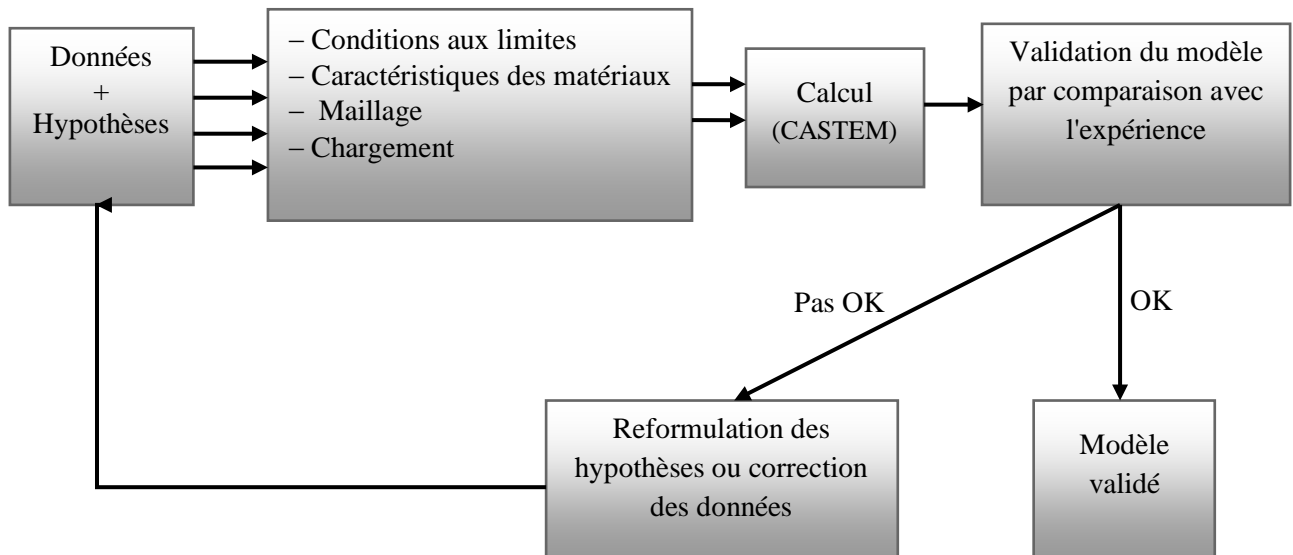 Données
+
Hypothèses
– Conditions aux limites
– Caractéristiques des matériaux
– Maillage
– Chargement
Calcul
(CASTEM)
Validation du modèle
par comparaison avec
l'expérience
Pas OK
OK
Reformulation des
hypothèses ou correction
des données
Modèle
validé